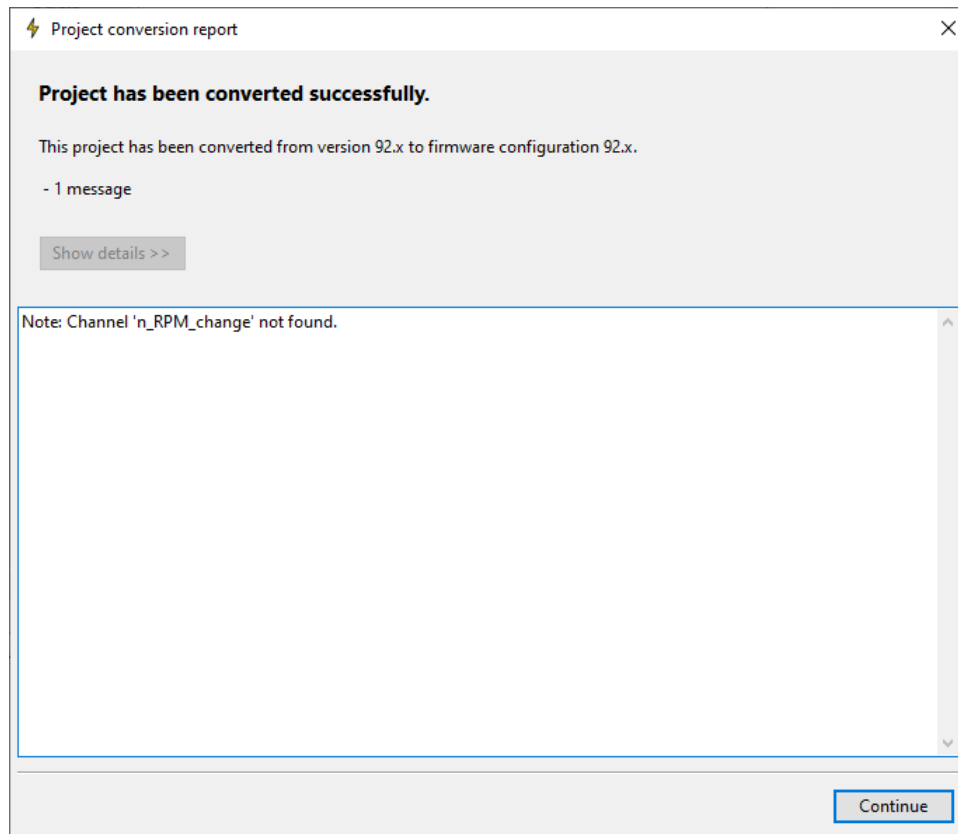 Project conversion report
Project has been converted successfully.
This project has been converted from version 92.x to firmware configuration 92.x.
- 1 message
Show details >>
Note: Channel 'n_RPM_change' not found.
Continue